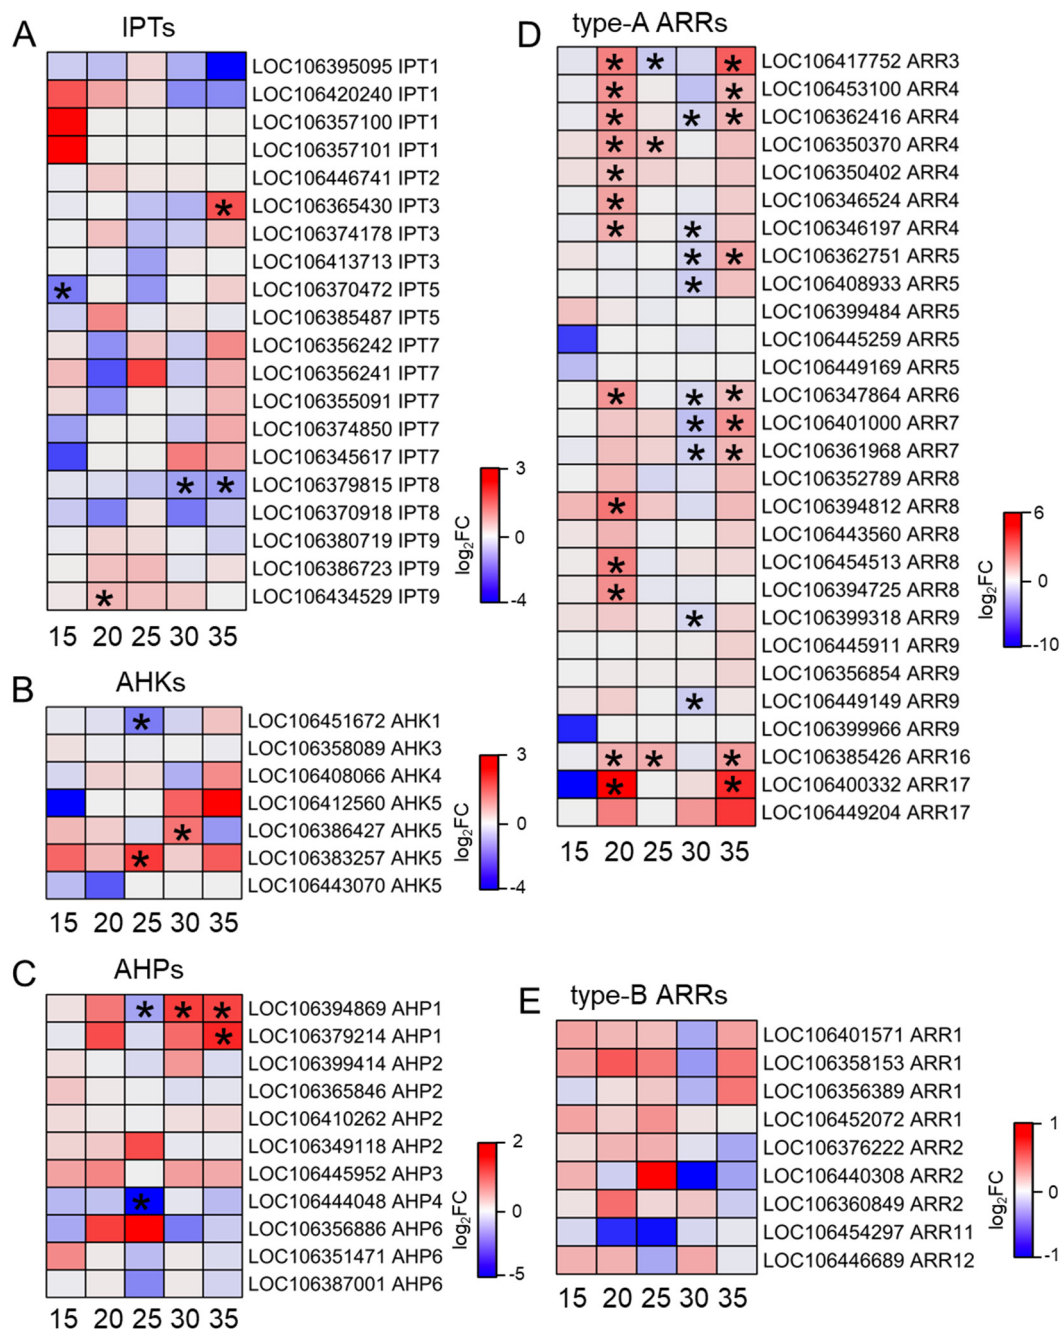 A
IPTs
LOC106395095 IPT1
LOC106420240 IPT1
LOC106357100 IPT1
LOC106357101 IPT1
LOC106446741 IPT2
LOC106365430 IPT3
*
LOC106374178 IPT3
LOC106413713 IPT3
* LOC106370472 IPT5
LOC106385487 IPT5
LOC106356242 IPT7
LOC106356241 IPT7
LOC106355091 IPT7
LOC106374850 IPT7
LOC106345617 IPT7
* * LOC106379815 IPT8
LOC106370918 IPT8
LOC106380719 IPT9
LOC106386723 IPT9
* LOC106434529 IPT9
15 20 25 30 35
3
0
-4
log₂FC
B
AHKs
* LOC106451672 AHK1
LOC106358089 AHK3
LOC106408066 AHK4
LOC106412560 AHK5
* LOC106386427 AHK5
* LOC106383257 AHK5
LOC106443070 AHK5
15 20 25 30 35
3
0
-4
log₂FC
C
AHPs
* * * LOC106394869 AHP1
* LOC106379214 AHP1
LOC106399414 AHP2
LOC106365846 AHP2
LOC106410262 AHP2
LOC106349118 AHP2
LOC106445952 AHP3
* LOC106444048 AHP4
LOC106356886 AHP6
LOC106351471 AHP6
LOC106387001 AHP6
15 20 25 30 35
2
0
-5
log₂FC
D
type-A ARRs
* * * LOC106417752 ARR3
* * LOC106453100 ARR4
* * * LOC106362416 ARR4
* * LOC106350370 ARR4
* LOC106350402 ARR4
* LOC106346524 ARR4
* * LOC106346197 ARR4
* * LOC106362751 ARR5
* LOC106408933 ARR5
LOC106399484 ARR5
LOC106445259 ARR5
LOC106449169 ARR5
* * * LOC106347864 ARR6
* * LOC106401000 ARR7
* * LOC106361968 ARR7
LOC106352789 ARR8
* LOC106394812 ARR8
LOC106443560 ARR8
* LOC106454513 ARR8
* LOC106394725 ARR8
* LOC106399318 ARR9
LOC106445911 ARR9
LOC106356854 ARR9
* LOC106449149 ARR9
LOC106399966 ARR9
* * * LOC106385426 ARR16
* * LOC106400332 ARR17
LOC106449204 ARR17
15 20 25 30 35
6
0
-10
log₂FC
E
type-B ARRs
LOC106401571 ARR1
LOC106358153 ARR1
LOC106356389 ARR1
LOC106452072 ARR1
LOC106376222 ARR2
LOC106440308 ARR2
LOC106360849 ARR2
LOC106454297 ARR11
LOC106446689 ARR12
15 20 25 30 35
1
0
-1
log₂FC